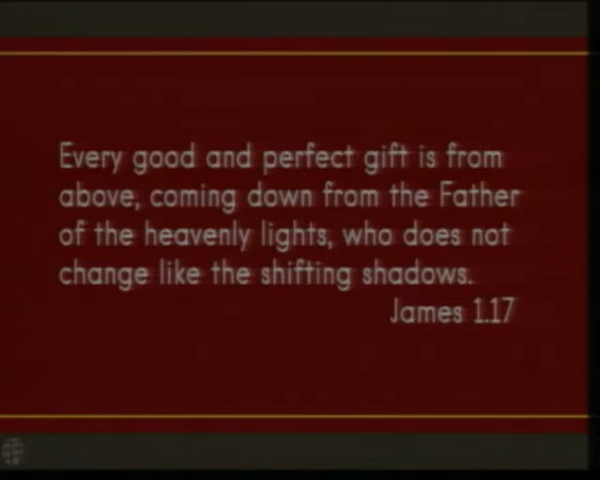 Every good and perfect gift is from
above, coming down from the Father
of the heavenly lights, who does not
change like the shifting shadows.
James 1.17